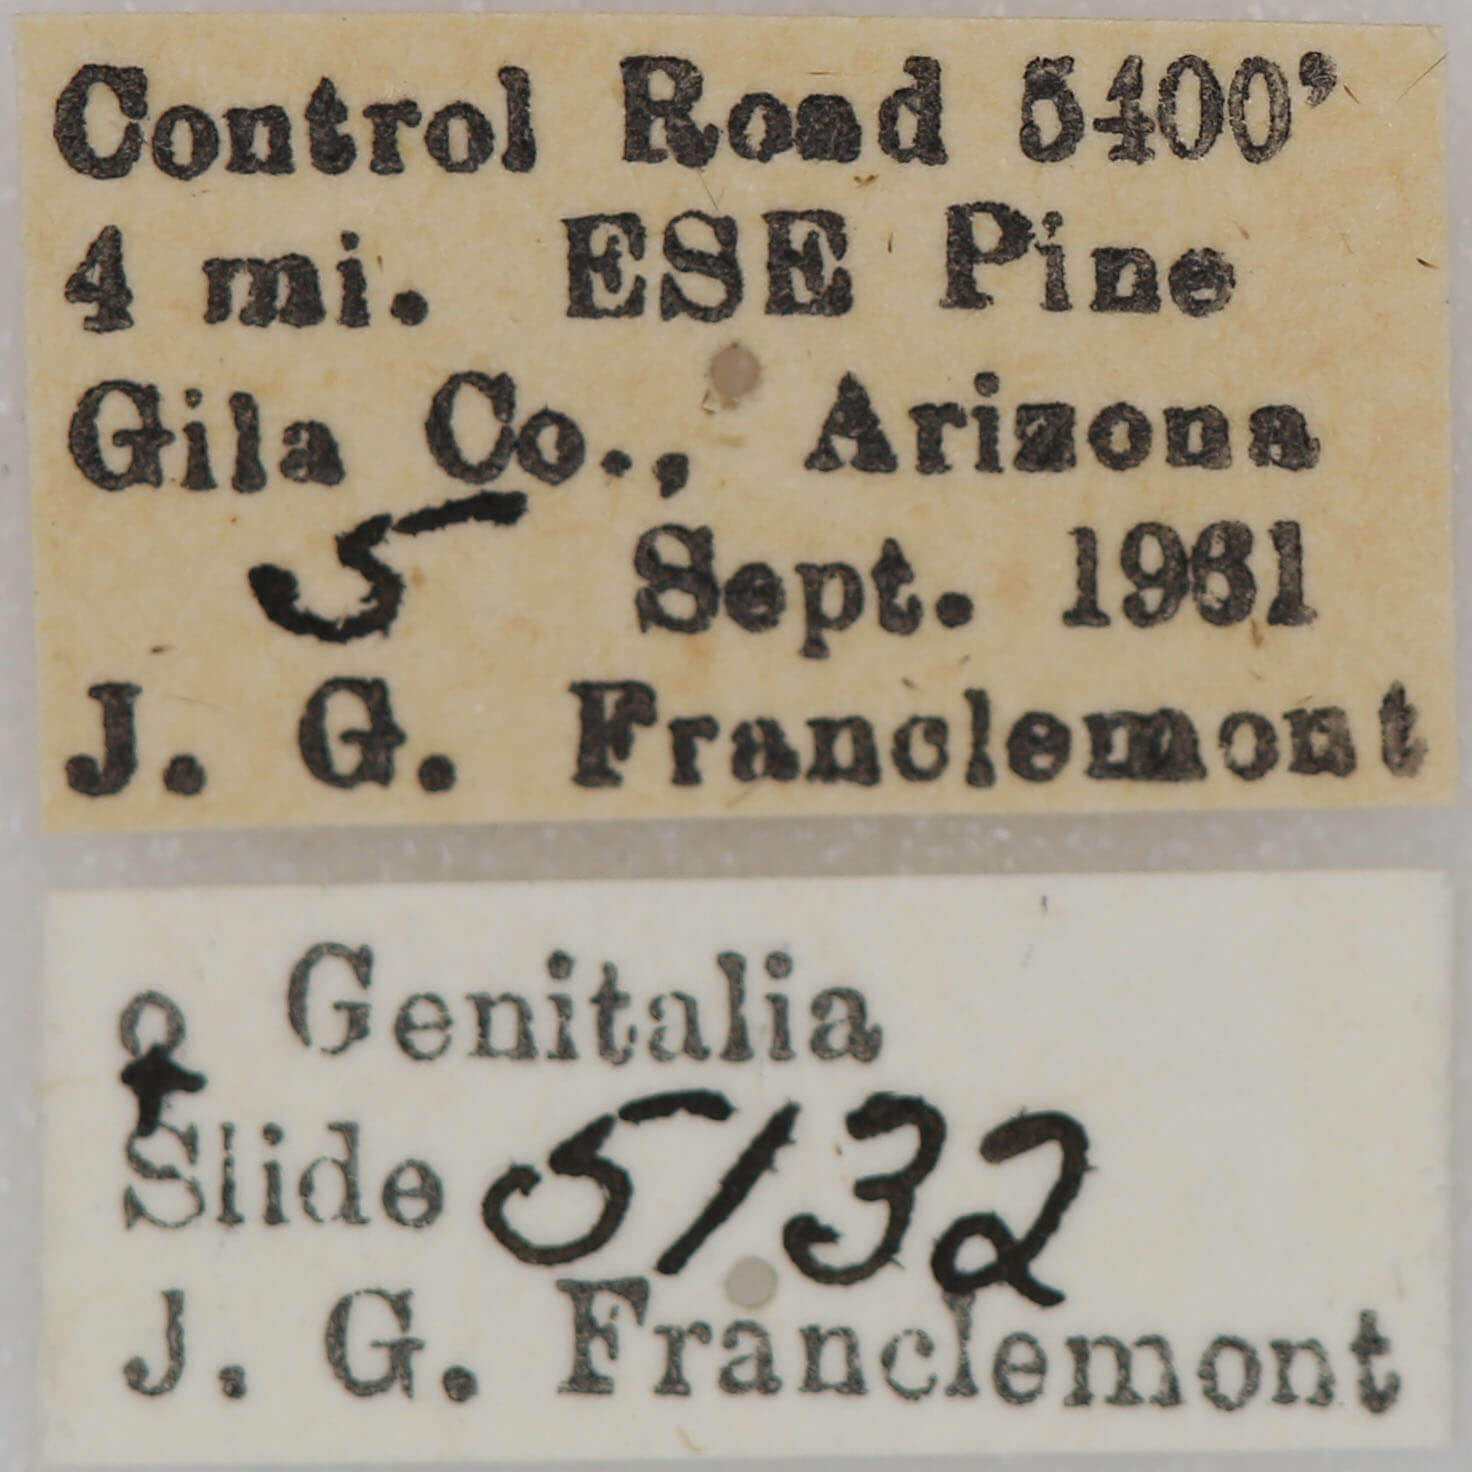 Control Road 5400'
4 mi. ESE Pine
Gila Co., Arizona
5 Sept. 1961
J. G. Franclemont
♀ Genitalia
Slide 5132
J. G. Franclemont